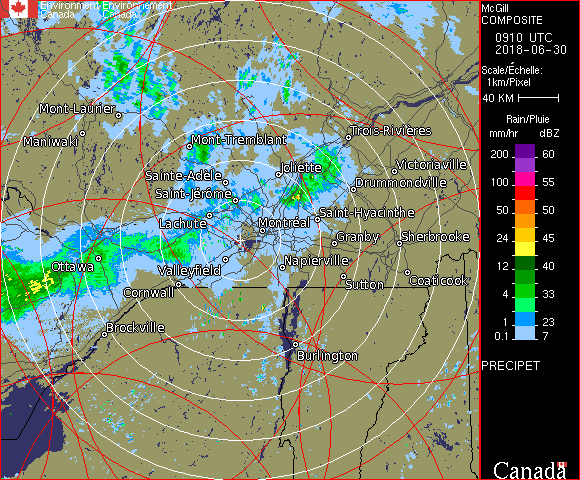 Environment Environnement
Canada Canada
McGill
COMPOSITE
0910 UTC
2018-06-30
Scale/Échelle:
1km/Pixel
40 KM
Rain/Pluie
mm/hr dBZ
200 60
100 55
50 50
24 45
12 40
4 33
1 23
0.1 7
PRECIPET
Canada
Mont-Laurier
Maniwaki
Mont-Tremblant
Trois-Rivières
Sainte-Adèle
Joliette
Victoriaville
Saint-Jérôme
Drummondville
Lachute
Saint-Hyacinthe
Montréal
Granby
Sherbrooke
Ottawa
Valleyfield
Napierville
Cornwall
Sutton
Coaticook
Brockville
Burlington